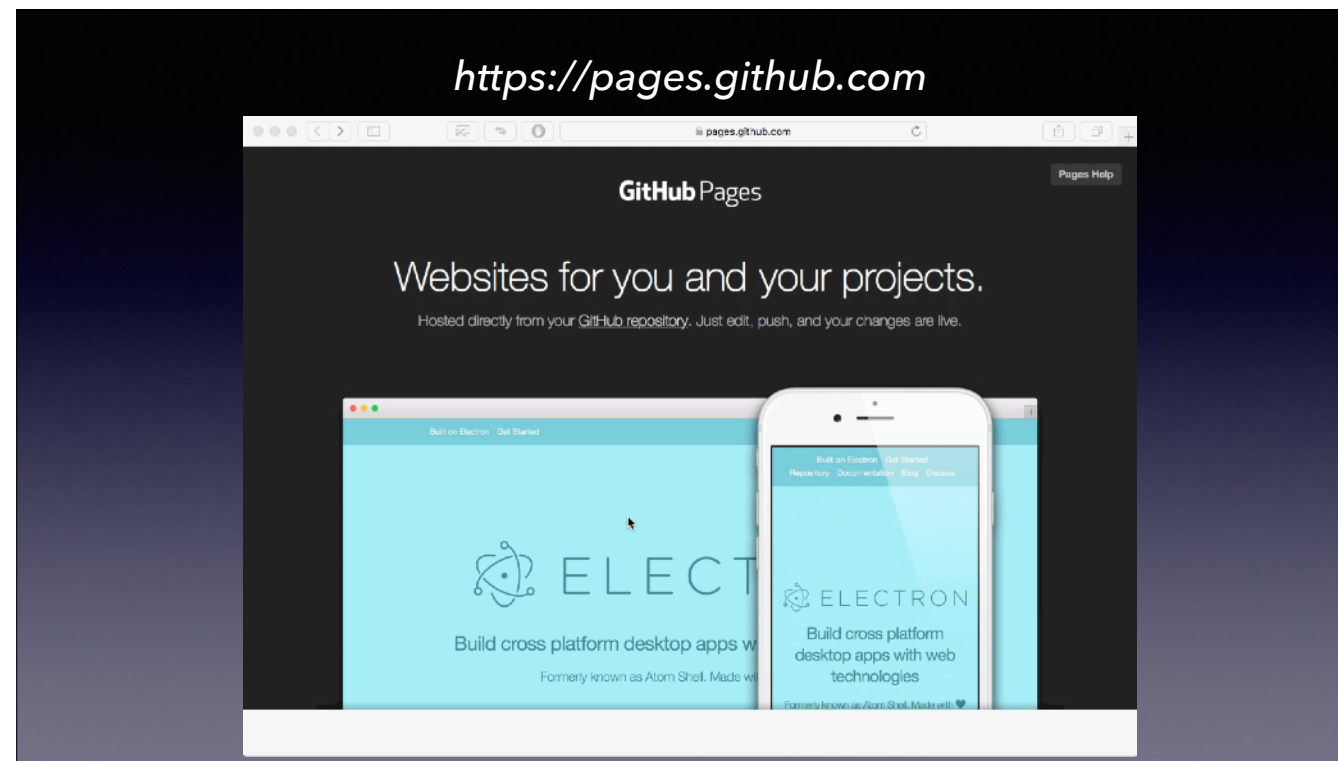 https://pages.github.com
pages.github.com
Pages Help
GitHub Pages
Websites for you and your projects.
Hosted directly from your GitHub repository. Just edit, push, and your changes are live.
Built on Electron Get Started
Built on Electron Get Started
Repository Documentation Blog Discuss
ELECT
ELECTRON
Build cross platform desktop apps w
Formerly known as Atom Shell. Made wi
Build cross platform
desktop apps with web
technologies
Formerly known as Atom Shell. Made with ♥